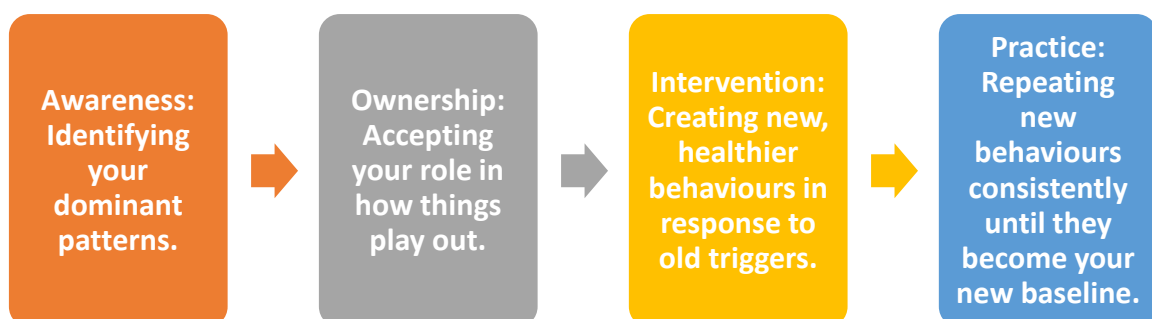 Awareness:
Identifying
your
dominant
patterns.
Ownership:
Accepting
your role in
how things
play out.
Intervention:
Creating new,
healthier
behaviours in
response to
old triggers.
Practice:
Repeating
new
behaviours
consistently
until they
become your
new baseline.